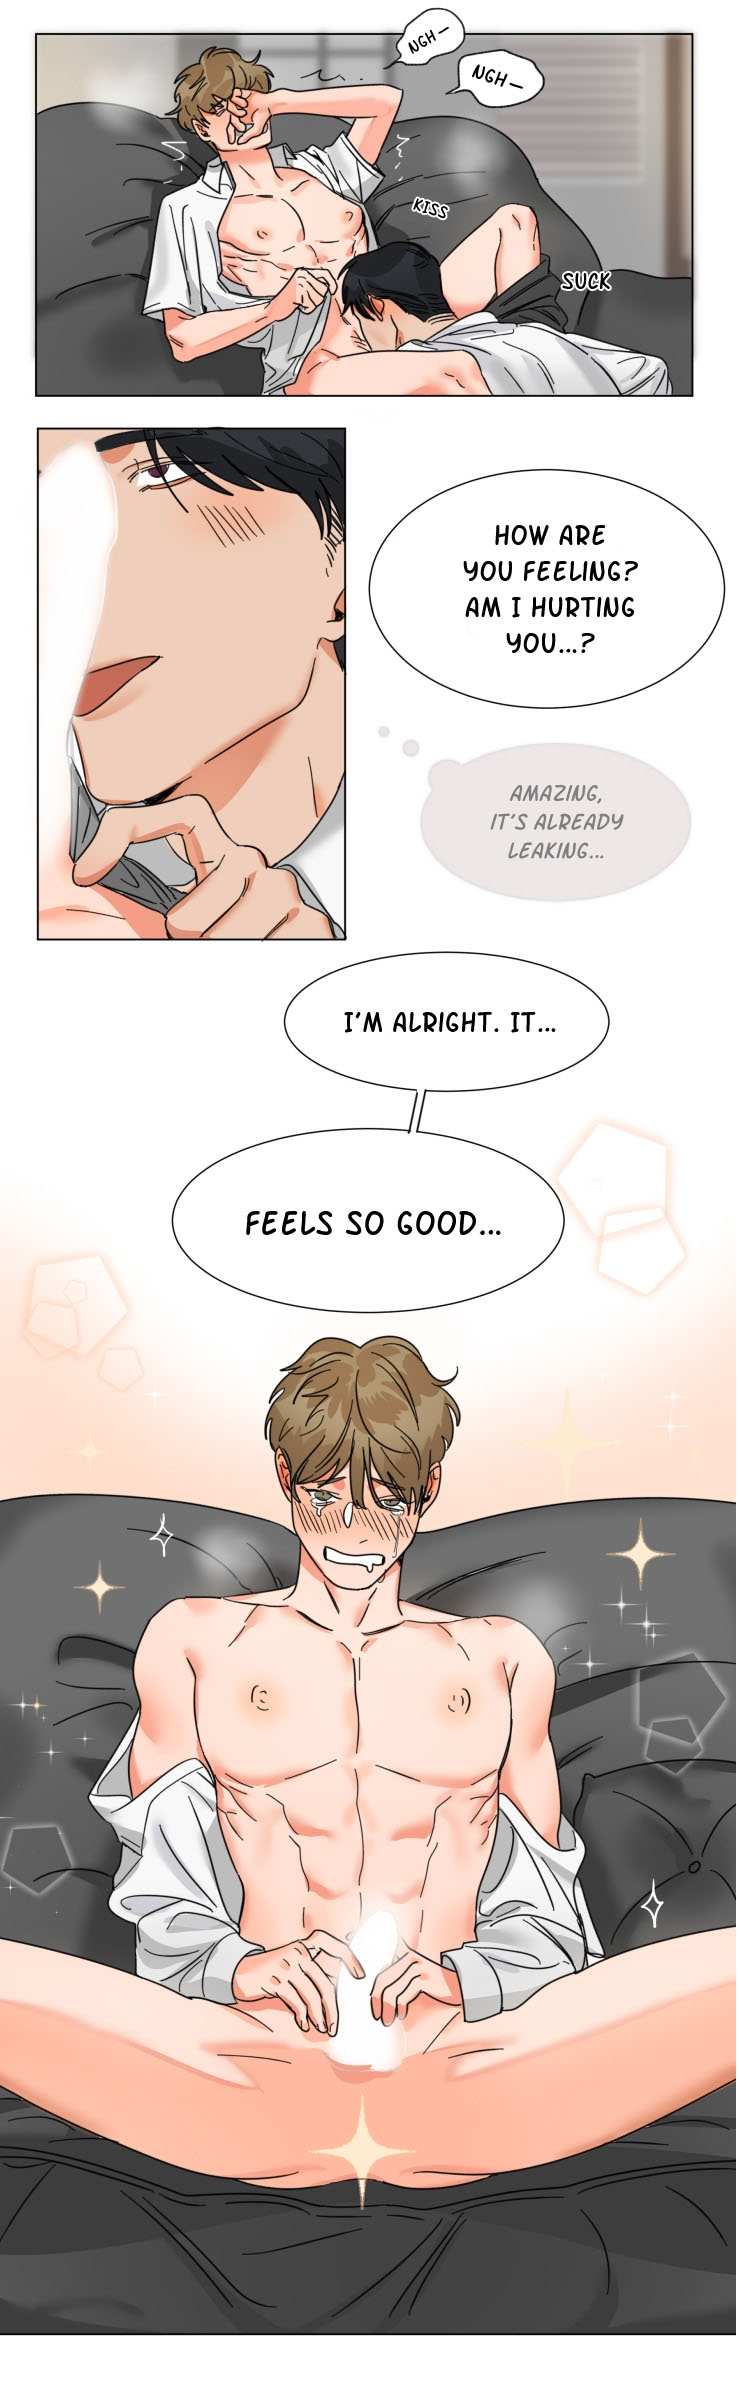 NGH—
NGH—
KISS
SUCK
HOW ARE
YOU FEELING?
AM I HURTING
YOU...?
AMAZING,
IT'S ALREADY
LEAKING...
I'M ALRIGHT. IT...
FEELS SO GOOD...